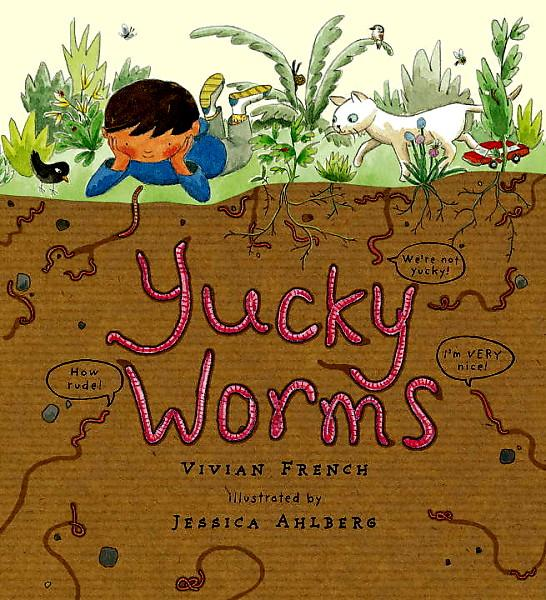 We're not
yucky!
Yucky
I'm VERY
nice!
How
rude!
Worms
VIVIAN FRENCH
illustrated by
JESSICA AHLBERG